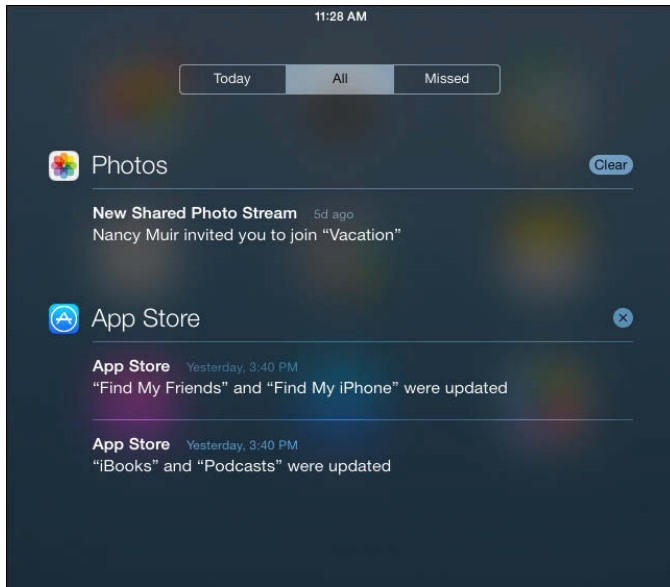 11:28 AM
Today All Missed
Photos Clear
New Shared Photo Stream 5d ago
Nancy Muir invited you to join “Vacation”
App Store
App Store Yesterday, 3:40 PM
“Find My Friends” and “Find My iPhone” were updated
App Store Yesterday, 3:40 PM
“iBooks” and “Podcasts” were updated